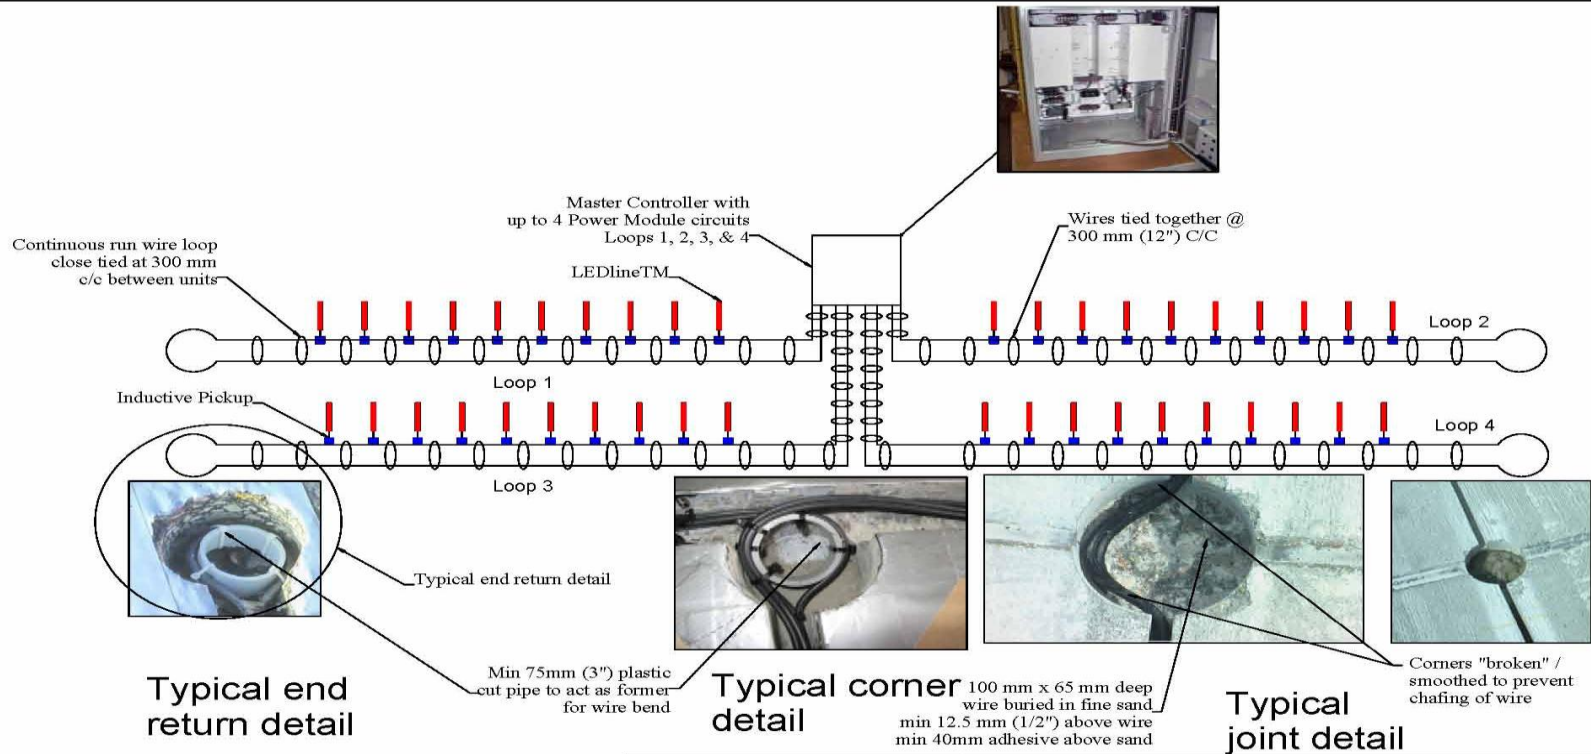 Master Controller with
up to 4 Power Module circuits
Loops 1, 2, 3, & 4
Wires tied together @
300 mm (12") C/C
Continuous run wire loop
close tied at 300 mm
c/c between units
LEDlineTM
Loop 2
Loop 1
Inductive Pickup
Loop 4
Loop 3
Typical end return detail
Min 75mm (3") plastic
cut pipe to act as former
for wire bend
100 mm x 65 mm deep
wire buried in fine sand
min 12.5 mm (1/2") above wire
min 40mm adhesive above sand
Corners "broken" /
smoothed to prevent
chafing of wire
Typical end
return detail
Typical corner
detail
Typical
joint detail